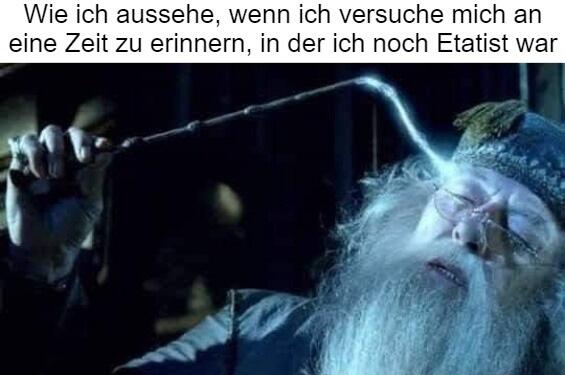 Wie ich aussehe, wenn ich versuche mich an
eine Zeit zu erinnern, in der ich noch Etatist war